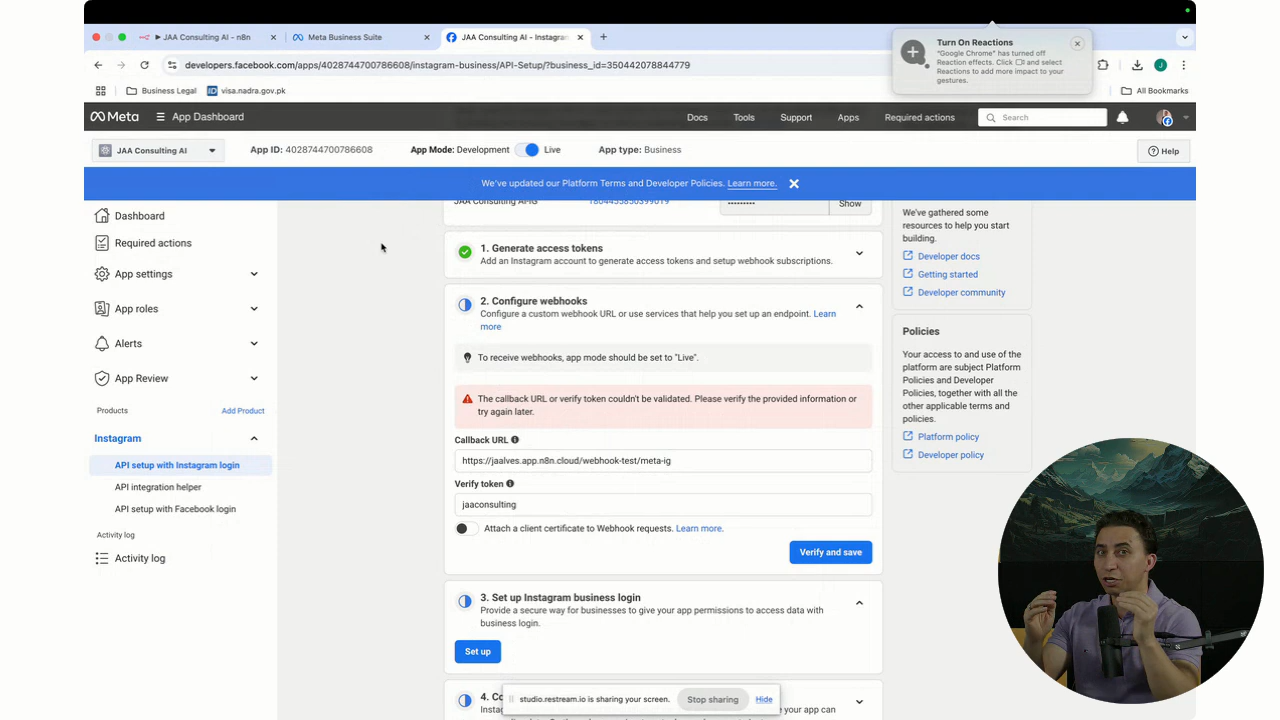 JAA Consulting AI - n8n
Meta Business Suite
JAA Consulting AI - Instagran
Turn On Reactions
"Google Chrome" has turned off
Reaction effects. Click and select
Reactions to add more impact to your
gestures.
developers.facebook.com/apps/4028744700786608/instagram-business/API-Setup/?business_id=350442078844779
J
Business Legal
visa.nadra.gov.pk
All Bookmarks
Meta
App Dashboard
Docs
Tools
Support
Apps
Required actions
Search
JAA Consulting AI
App ID: 4028744700786608
App Mode: Development
Live
App type: Business
Help
We've updated our Platform Terms and Developer Policies. Learn more.
Dashboard
Required actions
App settings
App roles
Alerts
App Review
Products
Add Product
Instagram
API setup with Instagram login
API integration helper
API setup with Facebook login
Activity log
Activity log
JAA Consulting AI-IG
Show
1. Generate access tokens
Add an Instagram account to generate access tokens and setup webhook subscriptions.
2. Configure webhooks
Configure a custom webhook URL or use services that help you set up an endpoint. Learn
more
To receive webhooks, app mode should be set to "Live".
The callback URL or verify token couldn't be validated. Please verify the provided information or
try again later.
Callback URL
https://jaalves.app.n8n.cloud/webhook-test/meta-ig
Verify token
jaaconsulting
Attach a client certificate to Webhook requests. Learn more.
Verify and save
3. Set up Instagram business login
Provide a secure way for businesses to give your app permissions to access data with
business login.
Set up
4.
studio.restream.io is sharing your screen.
Stop sharing
Hide
your app can
We've gathered some
resources to help you start
building.
Developer docs
Getting started
Developer community
Policies
Your access to and use of the
platform are subject Platform
Policies and Developer
Policies, together with all the
other applicable terms and
policies.
Platform policy
Developer policy